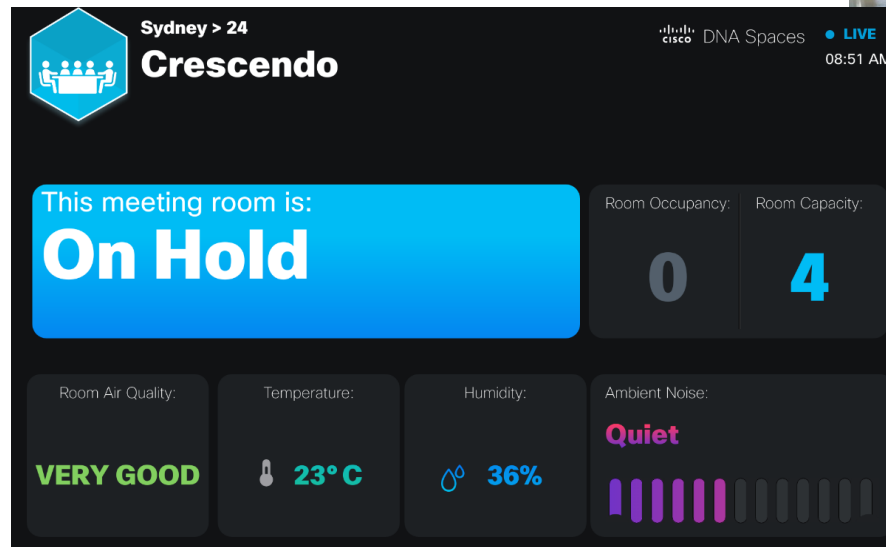 Sydney > 24
Crescendo
cisco DNA Spaces
LIVE
08:51 AM
This meeting room is:
On Hold
Room Occupancy:
0
Room Capacity:
4
Room Air Quality:
VERY GOOD
Temperature:
23° C
Humidity:
36%
Ambient Noise:
Quiet